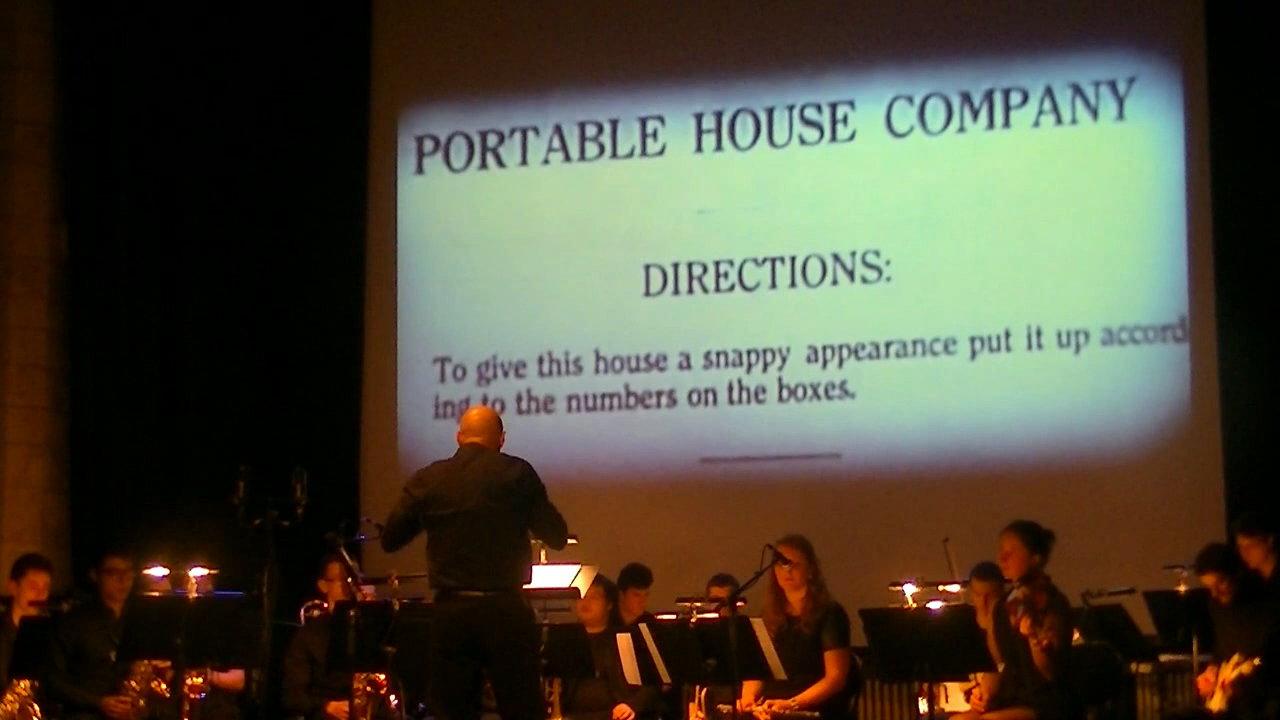 PORTABLE HOUSE COMPANY
DIRECTIONS:
To give this house a snappy appearance put it up accord
ing to the numbers on the boxes.